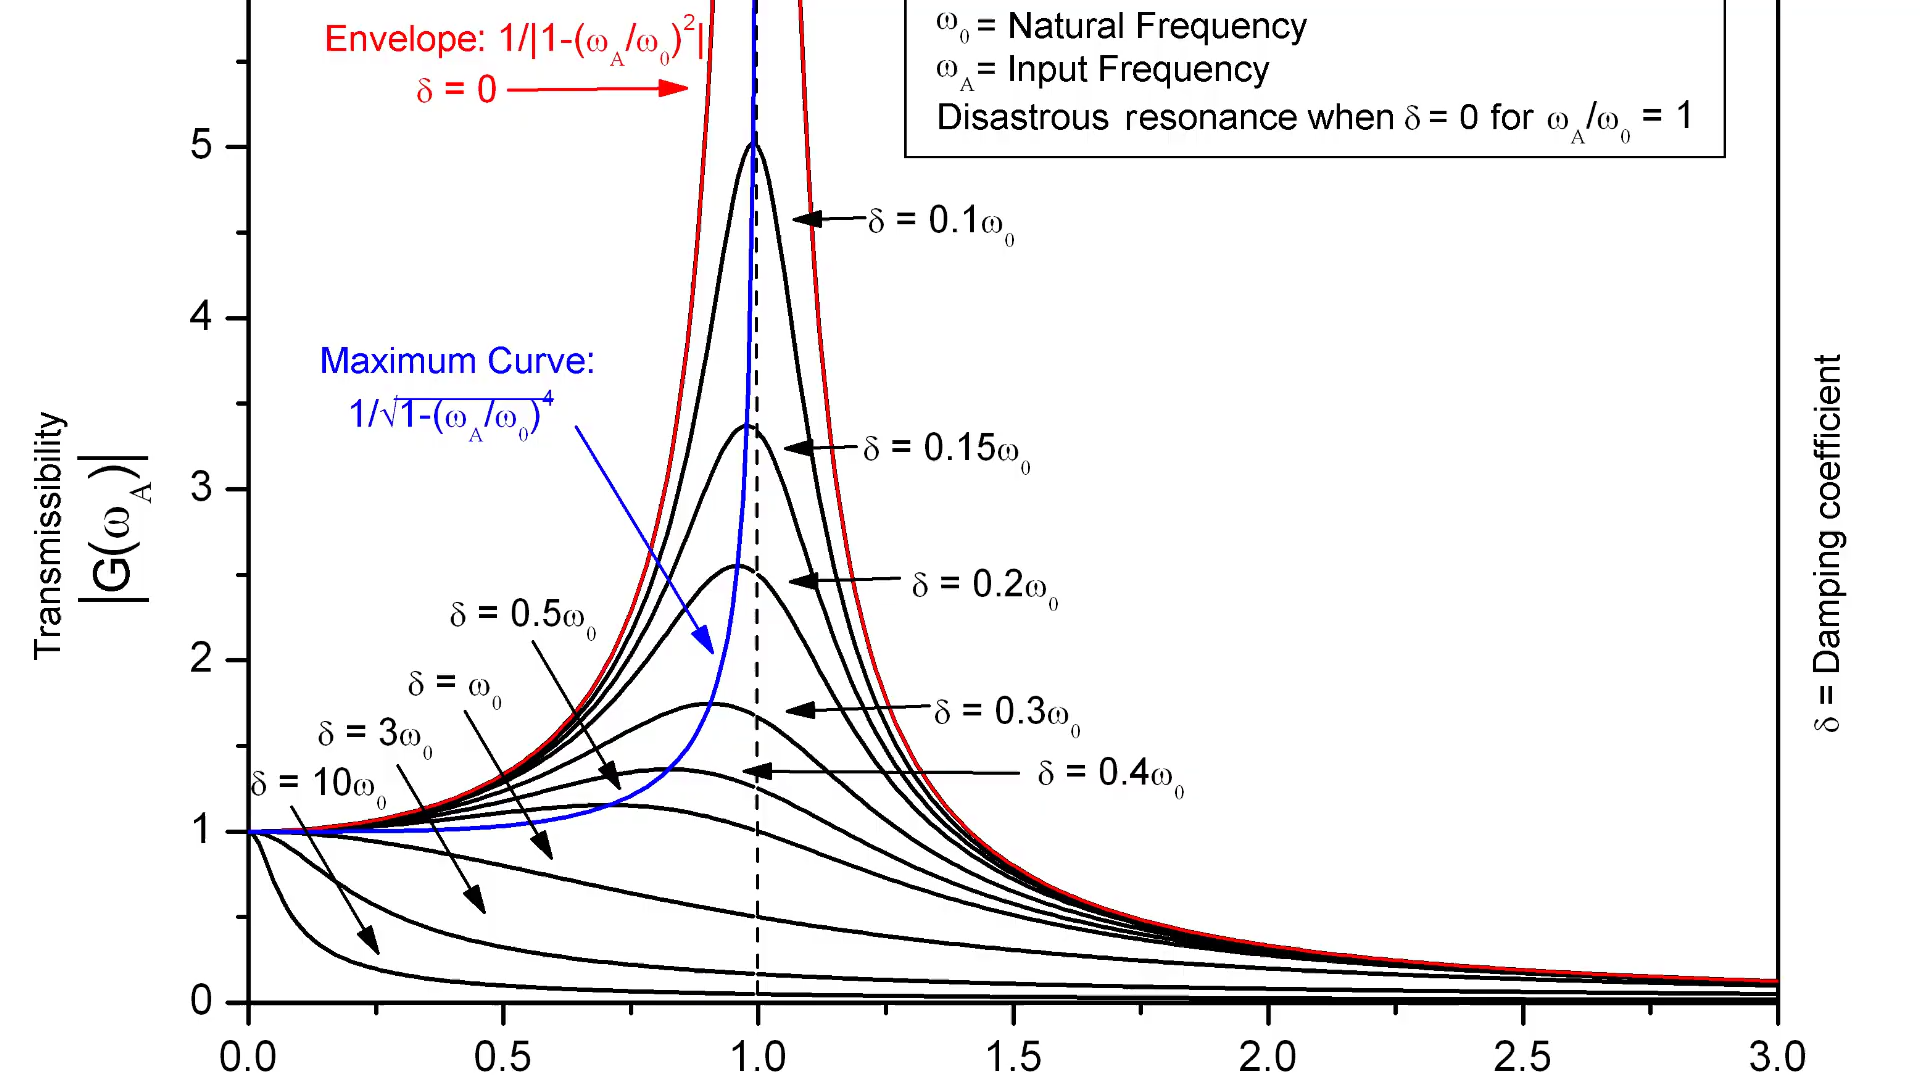 Envelope: 1/|1-(ω_A/ω_0)²|
δ = 0
ω_0 = Natural Frequency
ω_A = Input Frequency
Disastrous resonance when δ = 0 for ω_A/ω_0 = 1
5
δ = 0.1ω_0
4
Maximum Curve:
1/√1-(ω_A/ω_0)⁴
δ = 0.15ω_0
3
Transmissibility
|G(ω_A)|
δ = Damping coefficient
δ = 0.2ω_0
δ = 0.5ω_0
2
δ = ω_0
δ = 0.3ω_0
δ = 3ω_0
δ = 0.4ω_0
δ = 10ω_0
1
0
0.0 0.5 1.0 1.5 2.0 2.5 3.0